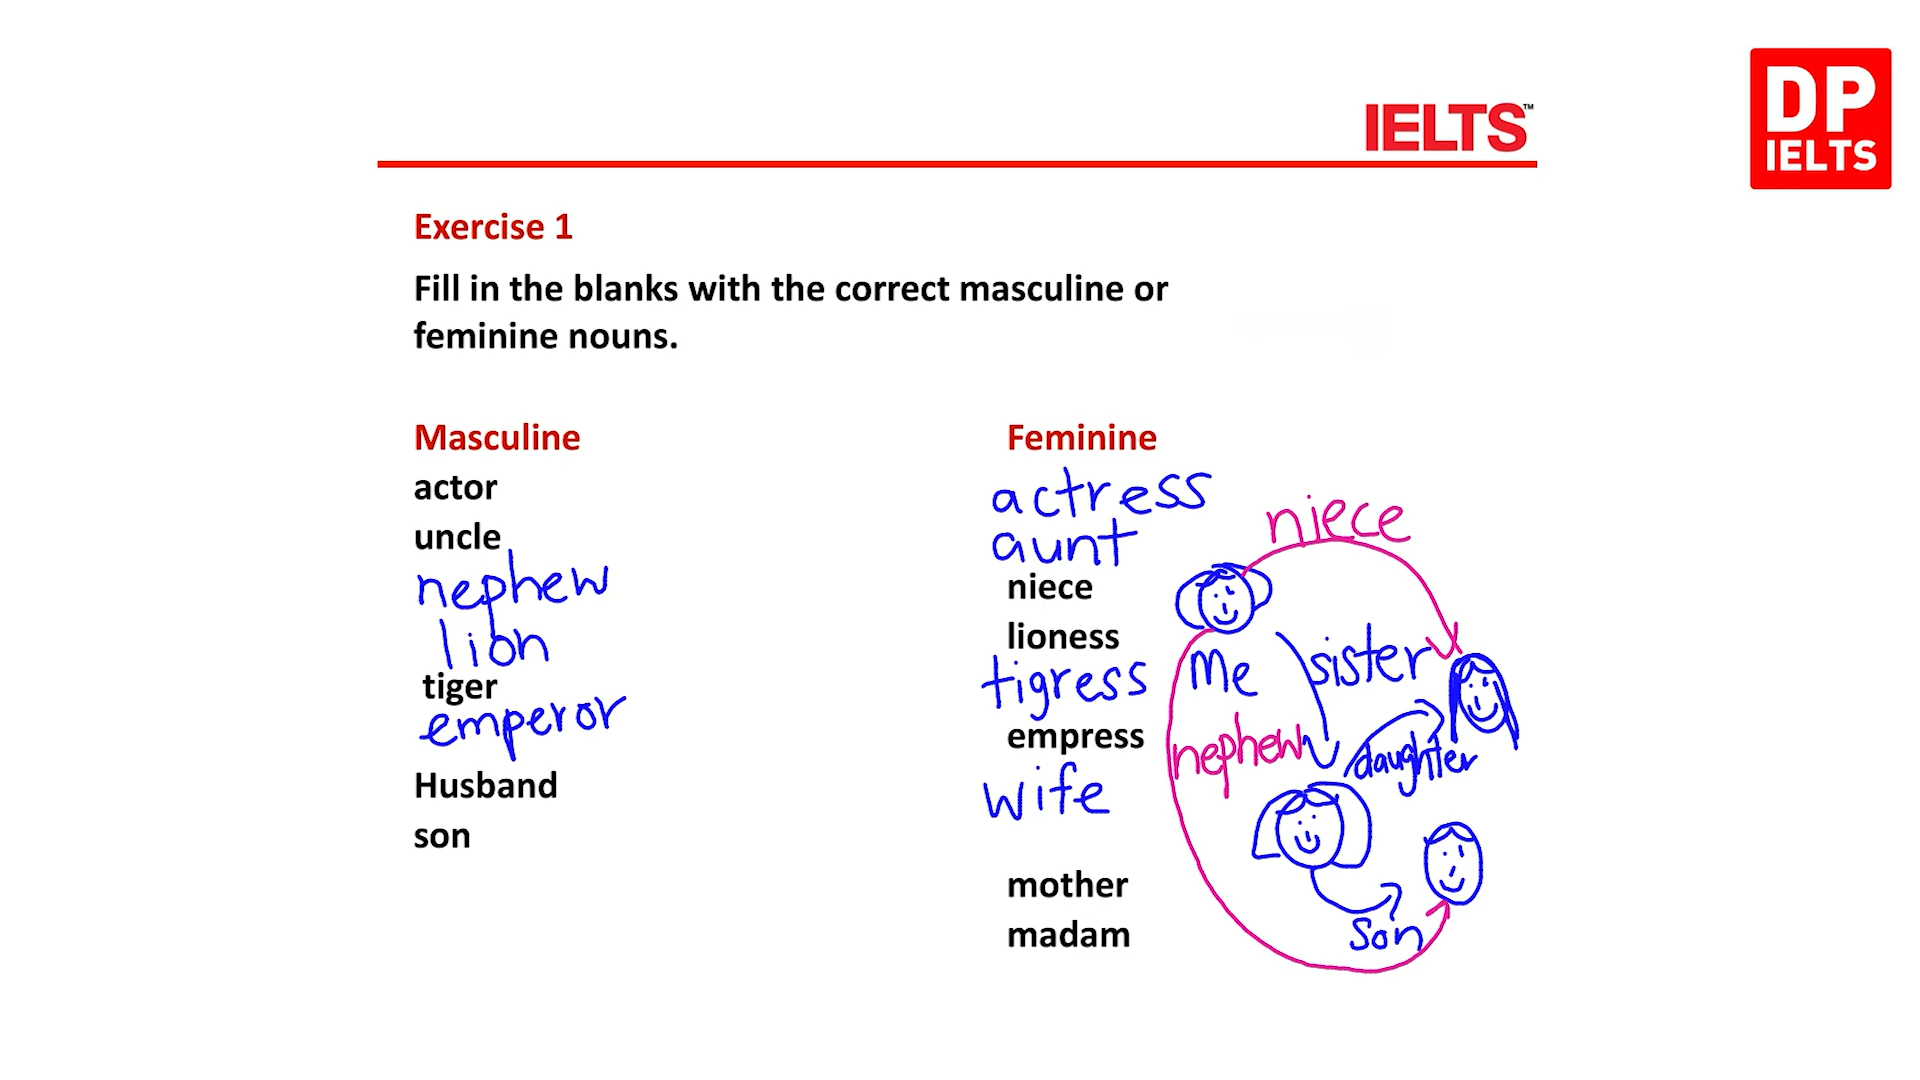 IELTS™
DP
IELTS
Exercise 1
Fill in the blanks with the correct masculine or
feminine nouns.
Masculine
Feminine
actor
actress
uncle
aunt
nephew
niece
lion
lioness
tiger
tigress
emperor
empress
Husband
wife
son
mother
madam
niece
me
sister
nephew
daughter
son